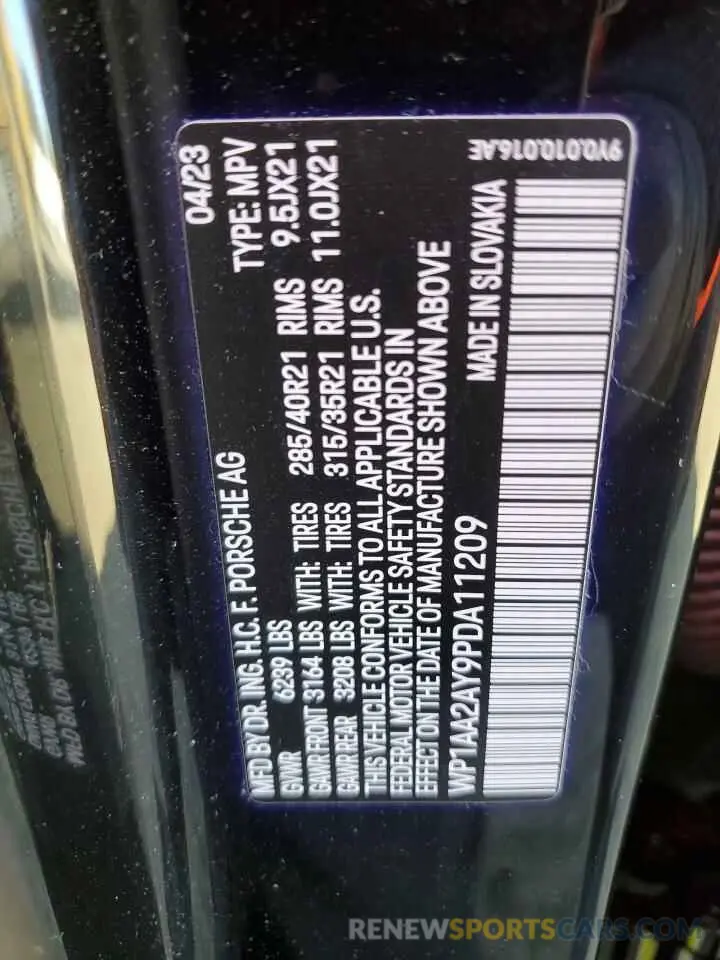 MFD BY DR. ING. H.C. F. PORSCHE AG 04/23
GVWR 6239 LBS TYPE: MPV
GAWR FRONT 3164 LBS WITH: TIRES 285/40R21 RIMS 9.5JX21
GAWR REAR 3208 LBS WITH: TIRES 315/35R21 RIMS 11.0JX21
THIS VEHICLE CONFORMS TO ALL APPLICABLE U.S.
FEDERAL MOTOR VEHICLE SAFETY STANDARDS IN
EFFECT ON THE DATE OF MANUFACTURE SHOWN ABOVE
WP1AA2AY9PDA11209 MADE IN SLOVAKIA
9Y0.010.016.AF
RENEWSPORTSCARS.COM